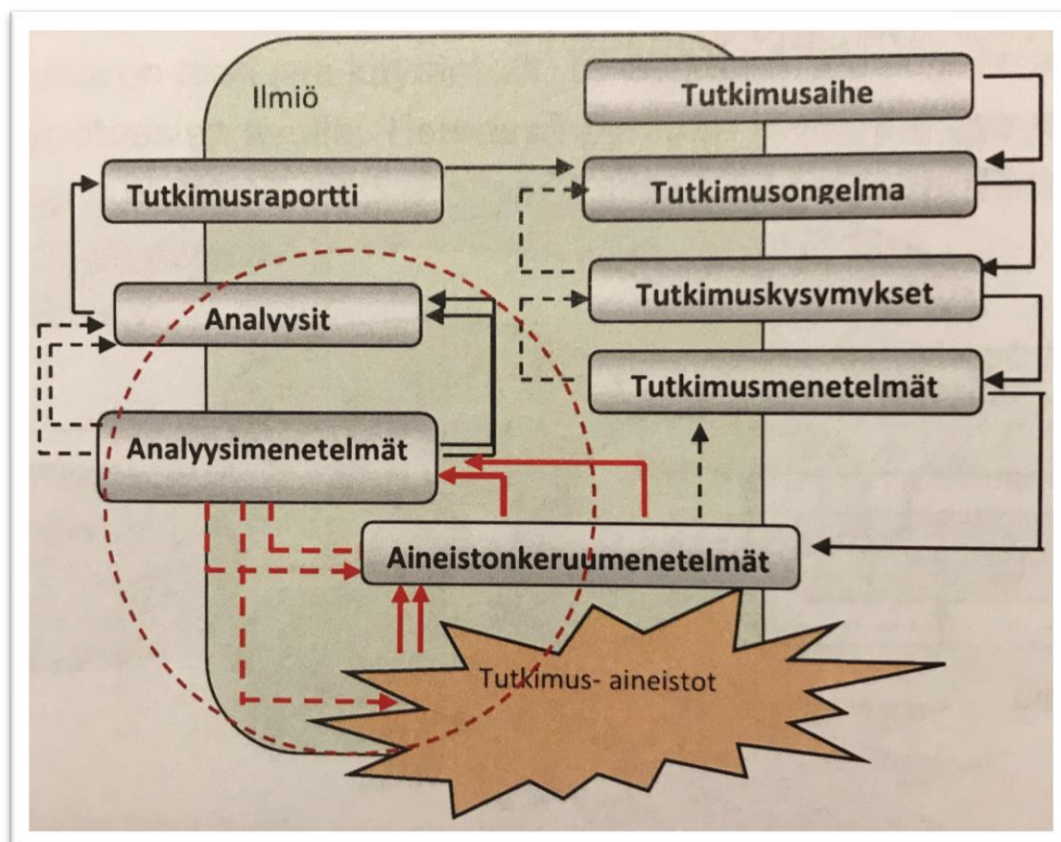 Ilmiö
Tutkimusaihe
Tutkimusraportti
Tutkimusongelma
Analyysit
Tutkimuskysymykset
Tutkimusmenetelmät
Analyysimenetelmät
Aineistonkeruumenetelmät
Tutkimus- aineistot